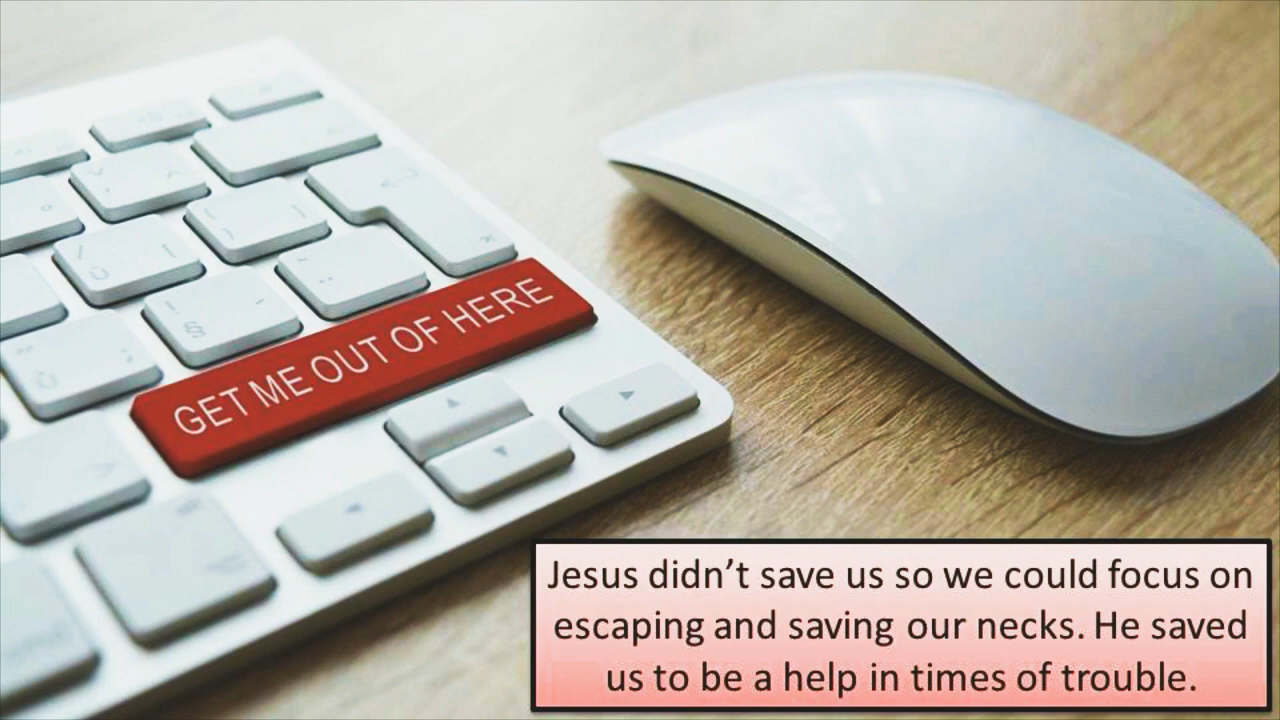 GET ME OUT OF HERE
Jesus didn't save us so we could focus on
escaping and saving our necks. He saved
us to be a help in times of trouble.